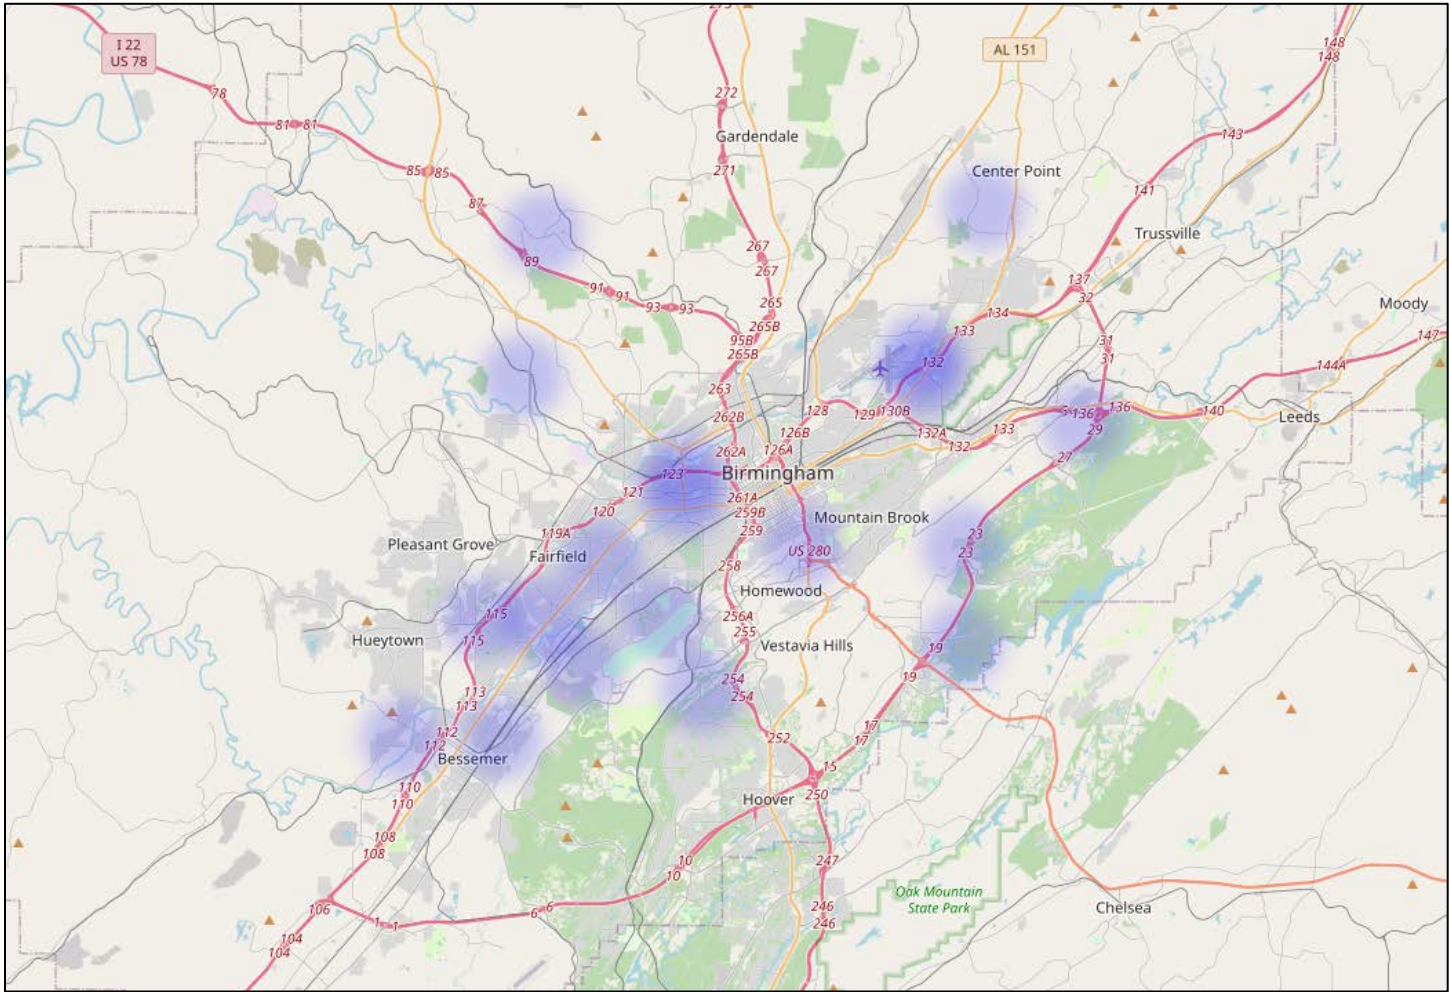 273
I 22
US 78
AL 151
148
148
78
272
81
81
Gardendale
143
85
85
271
Center Point
141
87
Trussville
267
89
267
137
91
91
32
93
93
265
134
Moody
265B
133
31
95B
147
265B
31
132
144A
263
128
129
130B
5
136
136
140
Leeds
262B
133
29
126B
132A
132
262A
126A
27
123
Birmingham
121
261A
120
259B
Mountain Brook
119A
259
23
Pleasant Grove
Fairfield
US 280
23
258
Homewood
115
256A
255
Hueytown
115
Vestavia Hills
19
254
19
113
254
113
17
112
252
17
112
Bessemer
15
110
250
110
Hoover
108
108
10
247
10
Oak Mountain
State Park
106
6
6
246
Chelsea
1
1
246
104
104